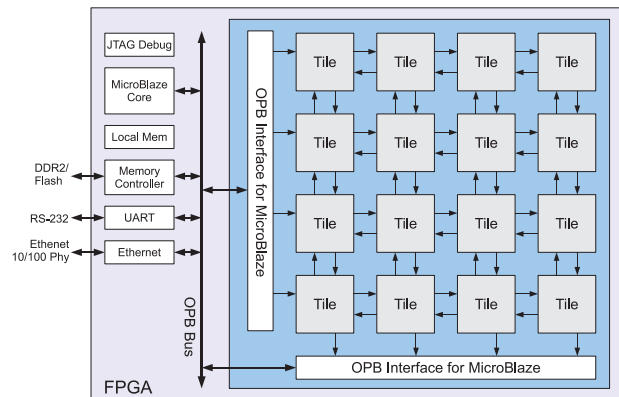 JTAG Debug
MicroBlaze
Core
Local Mem
DDR2/
Flash
Memory
Controller
RS-232
UART
Ethenet
10/100 Phy
Ethernet
OPB Bus
FPGA
OPB Interface for MicroBlaze
Tile Tile Tile Tile
Tile Tile Tile Tile
Tile Tile Tile Tile
Tile Tile Tile Tile
OPB Interface for MicroBlaze